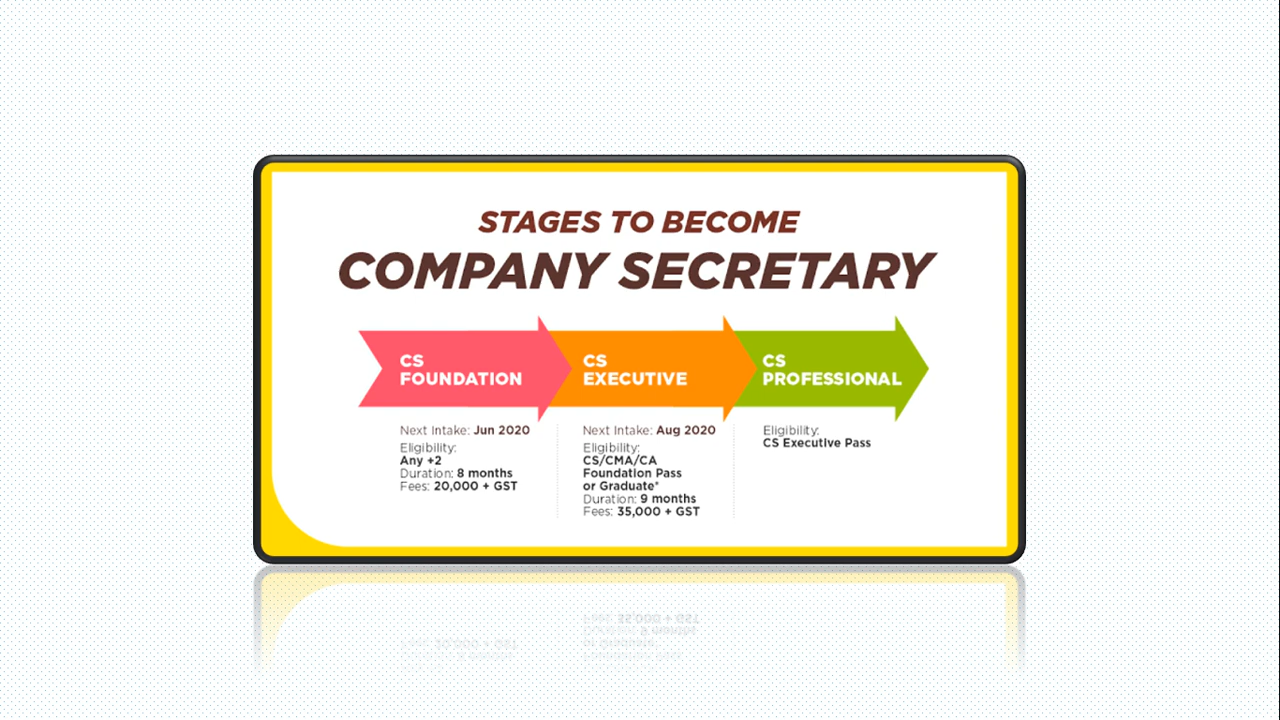 STAGES TO BECOME
COMPANY SECRETARY
CS
FOUNDATION
Next Intake: Jun 2020
Eligibility:
Any +2
Duration: 8 months
Fees: 20,000 + GST
CS
EXECUTIVE
Next Intake: Aug 2020
Eligibility:
CS/CMA/CA
Foundation Pass
or Graduate*
Duration: 9 months
Fees: 35,000 + GST
CS
PROFESSIONAL
Eligibility:
CS Executive Pass